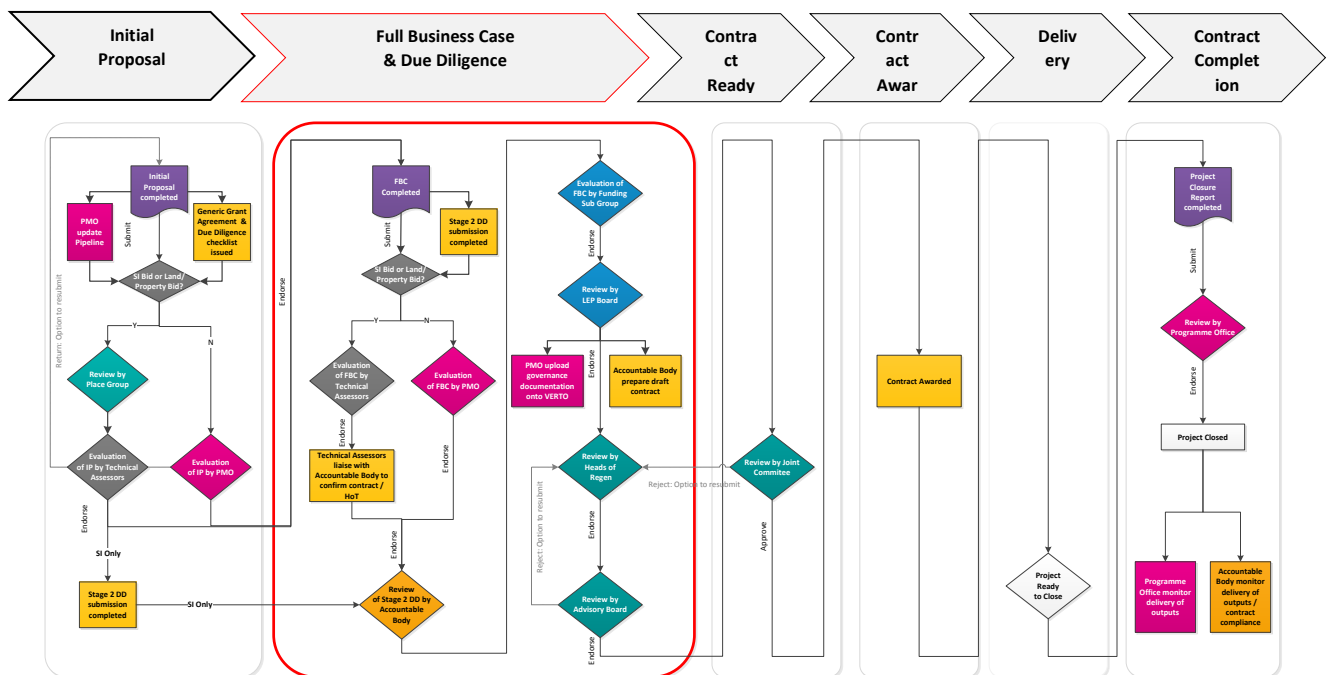 Initial
Proposal
Full Business Case
& Due Diligence
Contra
ct
Ready
Contr
act
Awar
Deliv
ery
Contract
Complet
ion
Initial
Proposal
completed
PMO
update
Pipeline
Generic Grant
Agreement &
Due Diligence
checklist
issued
Submit
SI Bid or Land/
Property Bid?
Y
N
Return: Option to resubmit
Review by
Place Group
Evaluation
of IP by Technical
Assessors
Evaluation
of IP by PMO
Endorse
Endorse
SI Only
Stage 2 DD
submission
completed
SI Only
Endorse
FBC
Completed
Stage 2 DD
submission
completed
Submit
SI Bid or Land/
Property Bid?
Y
N
Evaluation of
FBC by Technical
Assessors
Evaluation
of FBC by PMO
Endorse
Technical Assessors
liaise with
Accountable Body to
confirm contract /
HoT
Endorse
Endorse
Review
of Stage 2 DD by
Accountable
Body
Evaluation of
FBC by Funding
Sub Group
Endorse
Review by
LEP Board
PMO upload
governance
documentation
onto VERTO
Endorse
Accountable Body
prepare draft
contract
Review by
Heads of
Regen
Reject: Option to resubmit
Endorse
Review by
Advisory Board
Endorse
Review by Joint
Commitee
Reject: Option to resubmit
Approve
Contract Awarded
Project
Ready
to Close
Project
Closure
Report
completed
Submit
Review by
Programme Office
Endorse
Project Closed
Programme
Office monitor
delivery of
outputs
Accountable
Body monitor
delivery of
outputs /
contract
compliance